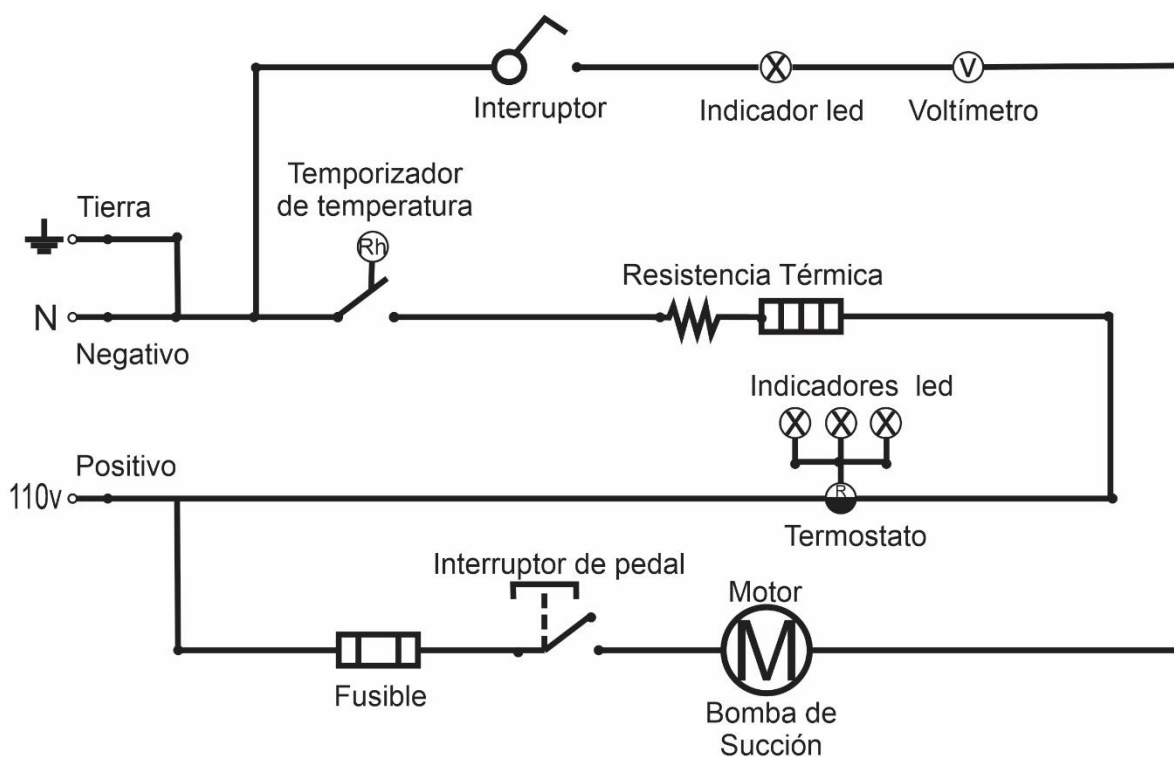 Interruptor
Indicador led
V
Voltímetro
Temporizador
de temperatura
Rh
Tierra
Resistencia Térmica
N
Negativo
Indicadores led
Positivo
110v
R
Termostato
Interruptor de pedal
Motor
M
Fusible
Bomba de
Succión